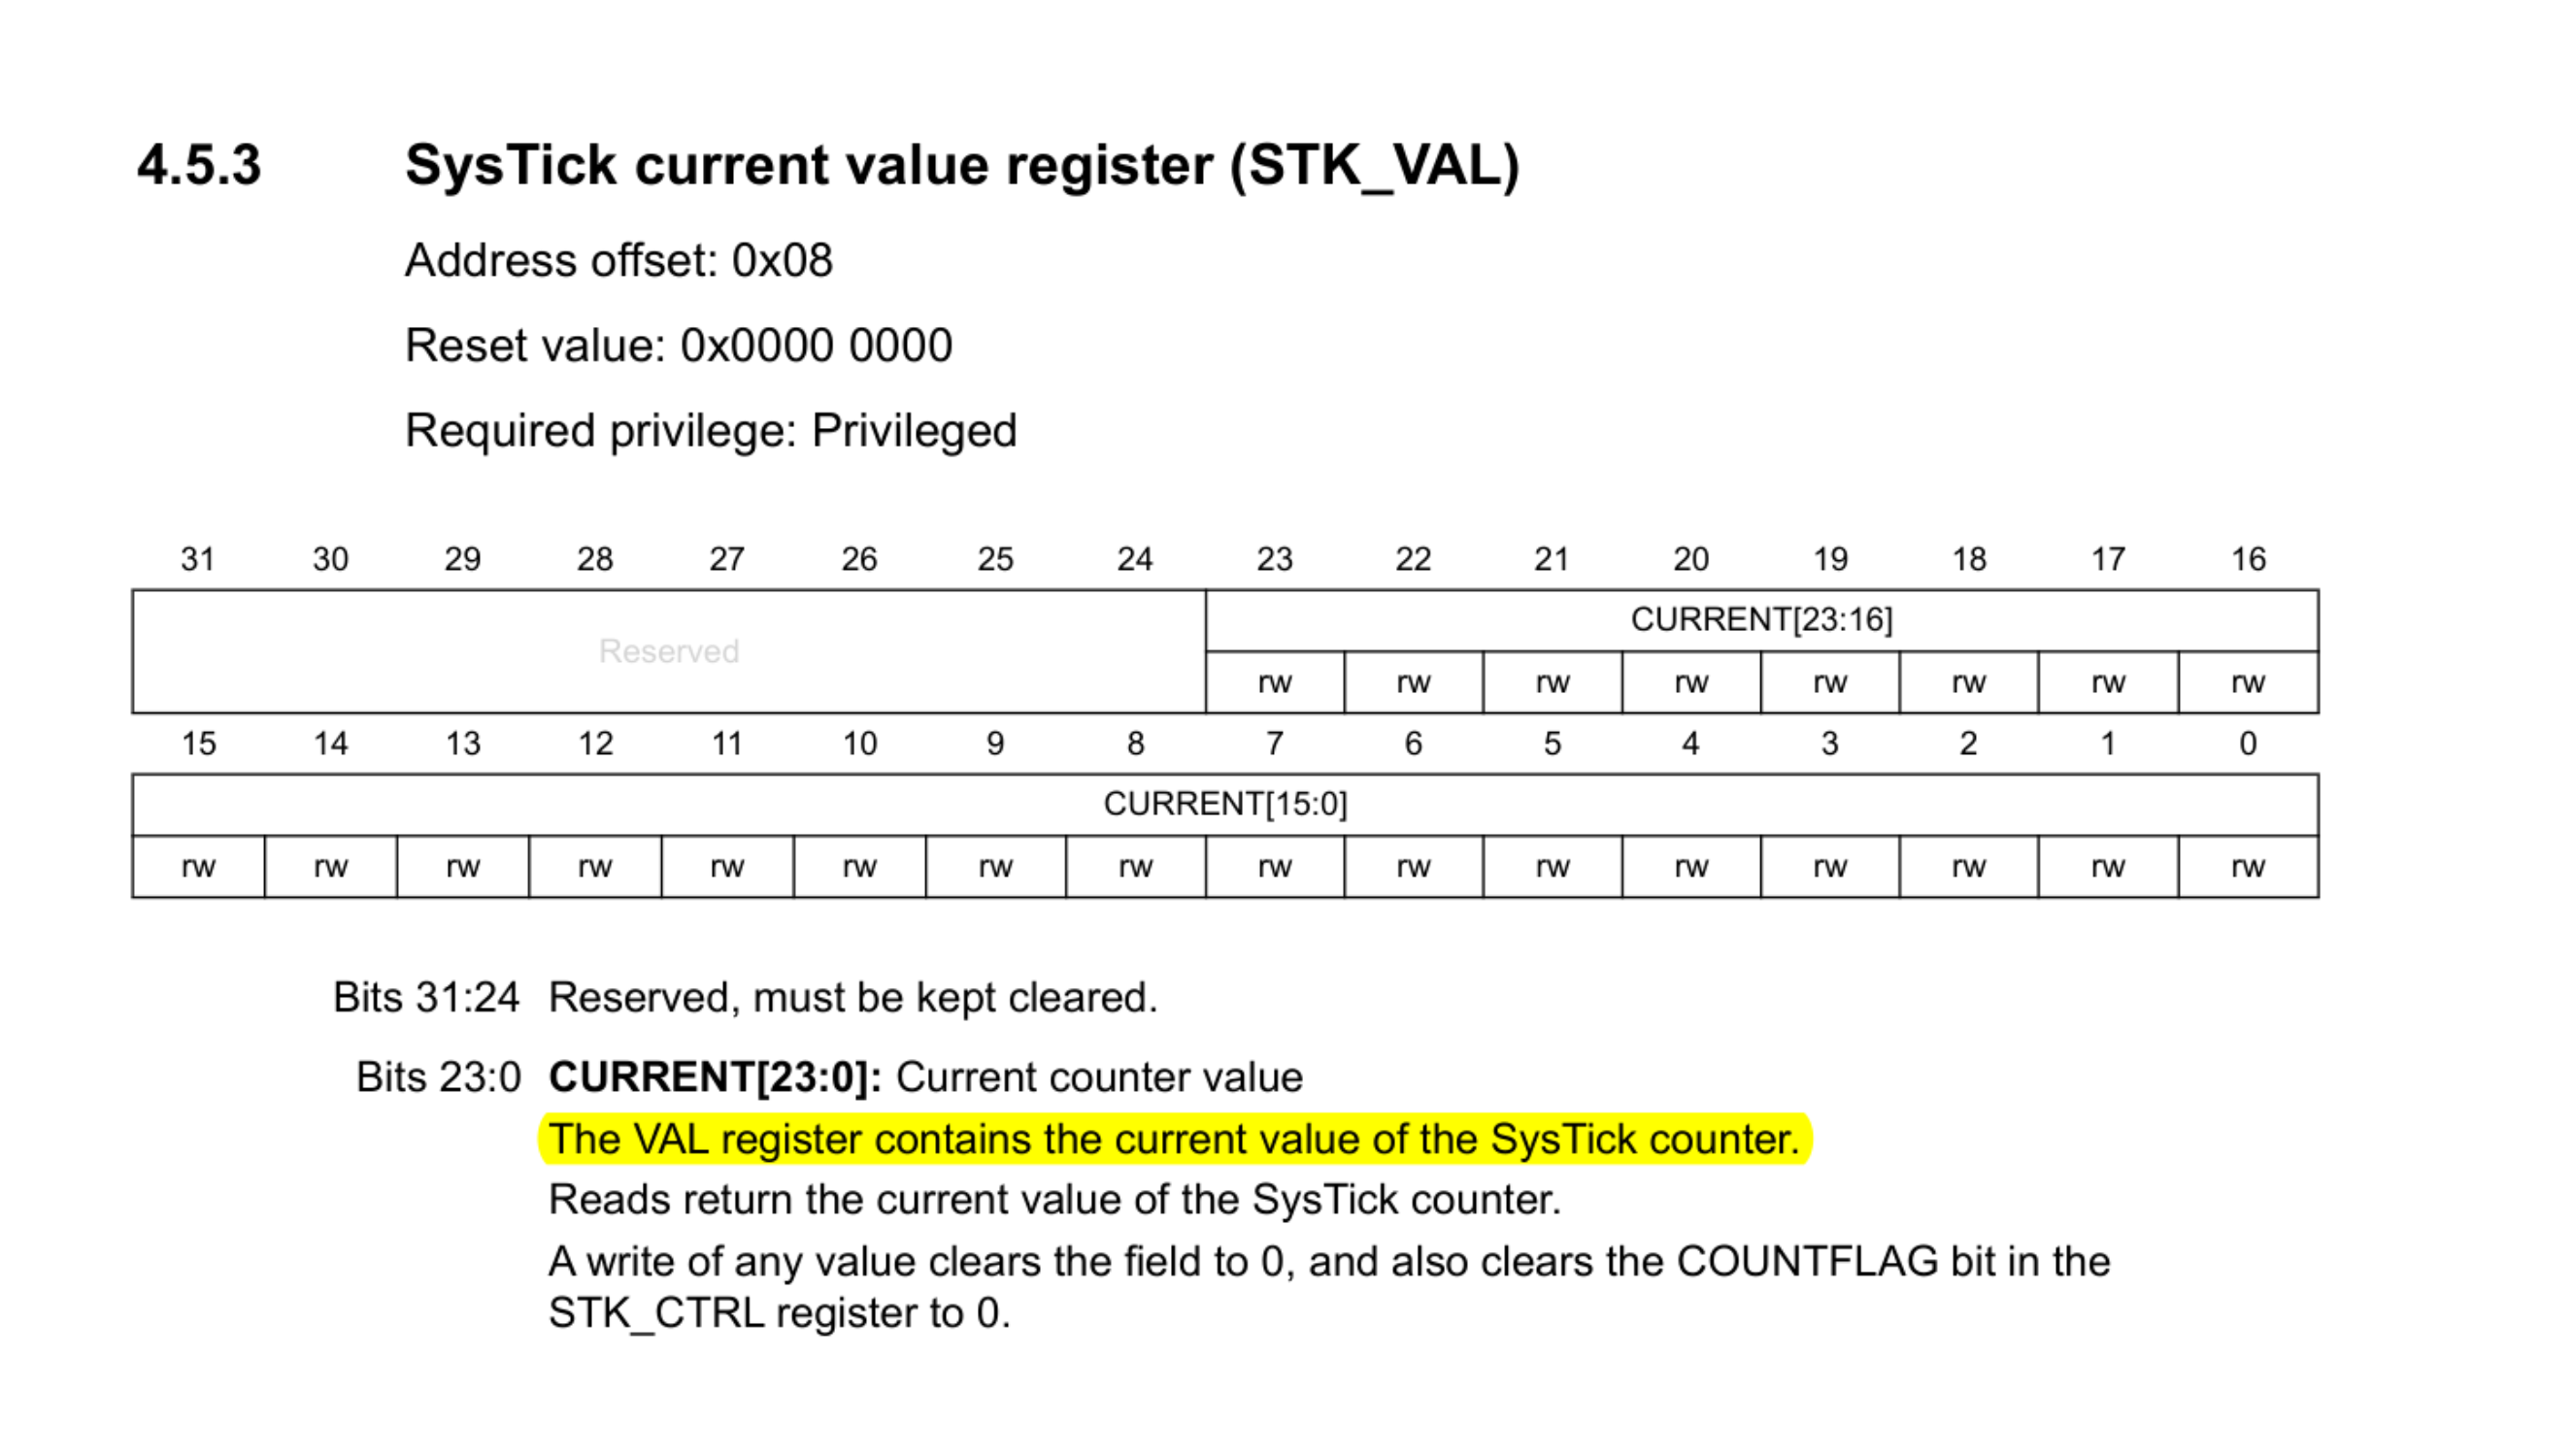 4.5.3 SysTick current value register (STK_VAL)
Address offset: 0x08
Reset value: 0x0000 0000
Required privilege: Privileged
31 30 29 28 27 26 25 24 23 22 21 20 19 18 17 16
Reserved CURRENT[23:16]
rw rw rw rw rw rw rw rw
15 14 13 12 11 10 9 8 7 6 5 4 3 2 1 0
CURRENT[15:0]
rw rw rw rw rw rw rw rw rw rw rw rw rw rw rw rw
Bits 31:24 Reserved, must be kept cleared.
Bits 23:0 CURRENT[23:0]: Current counter value
The VAL register contains the current value of the SysTick counter.
Reads return the current value of the SysTick counter.
A write of any value clears the field to 0, and also clears the COUNTFLAG bit in the
STK_CTRL register to 0.